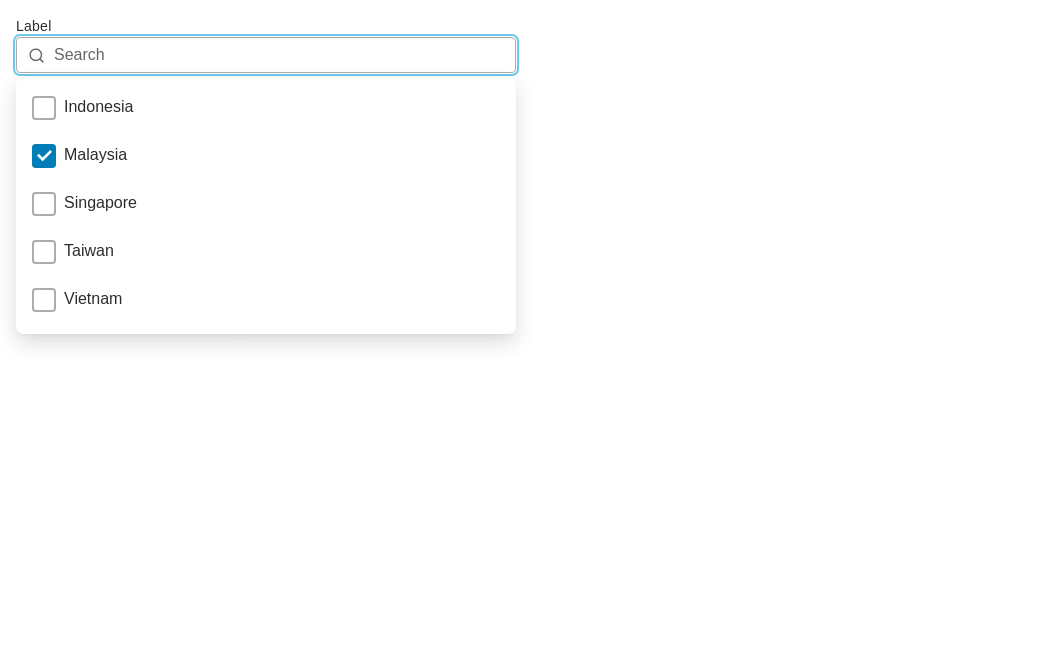 Label
Search
Indonesia
Malaysia
Singapore
Taiwan
Vietnam